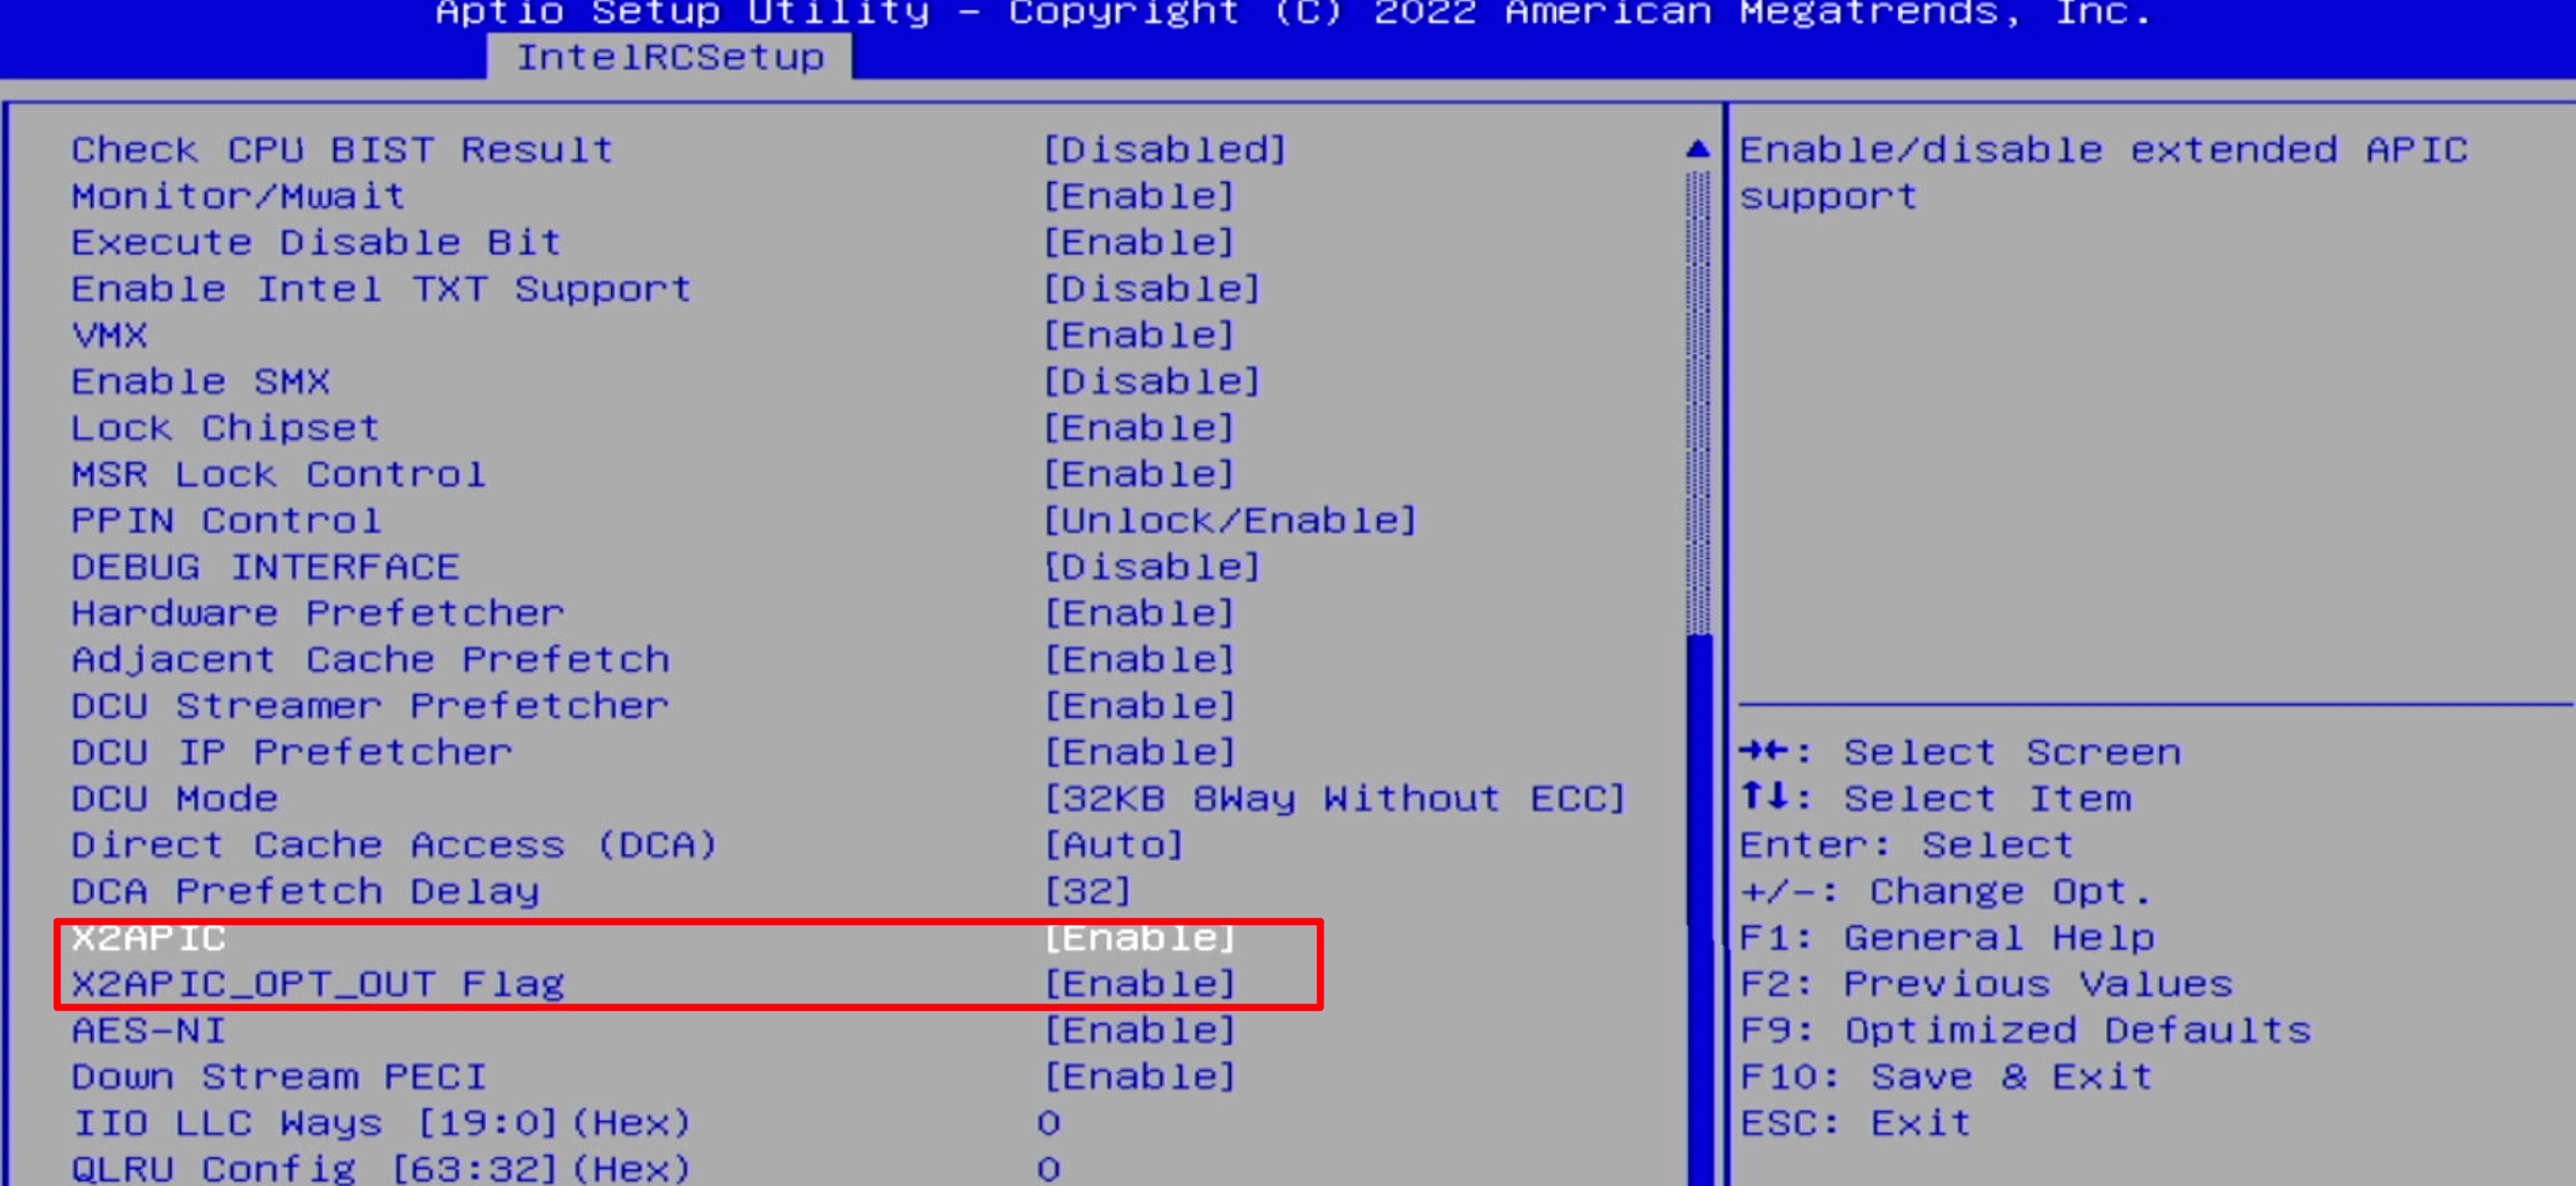 Aptio Setup Utility - Copyright (C) 2022 American Megatrends, Inc.
IntelRCSetup
Check CPU BIST Result [Disabled]
Monitor/Mwait [Enable]
Execute Disable Bit [Enable]
Enable Intel TXT Support [Disable]
VMX [Enable]
Enable SMX [Disable]
Lock Chipset [Enable]
MSR Lock Control [Enable]
PPIN Control [Unlock/Enable]
DEBUG INTERFACE [Disable]
Hardware Prefetcher [Enable]
Adjacent Cache Prefetch [Enable]
DCU Streamer Prefetcher [Enable]
DCU IP Prefetcher [Enable]
DCU Mode [32KB 8Way Without ECC]
Direct Cache Access (DCA) [Auto]
DCA Prefetch Delay [32]
X2APIC [Enable]
X2APIC_OPT_OUT Flag [Enable]
AES-NI [Enable]
Down Stream PECI [Enable]
IIO LLC Ways [19:0](Hex) 0
QLRU Config [63:32](Hex) 0
Enable/disable extended APIC
support
→←: Select Screen
↑↓: Select Item
Enter: Select
+/-: Change Opt.
F1: General Help
F2: Previous Values
F9: Optimized Defaults
F10: Save & Exit
ESC: Exit